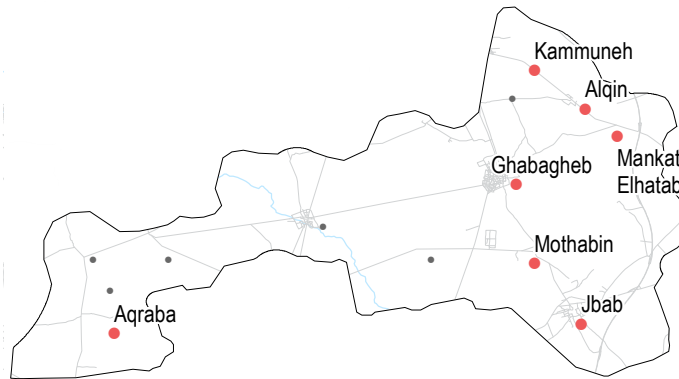 Kammuneh
Alqin
Mankat
Elhatab
Ghabagheb
Mothabin
Jbab
Aqraba